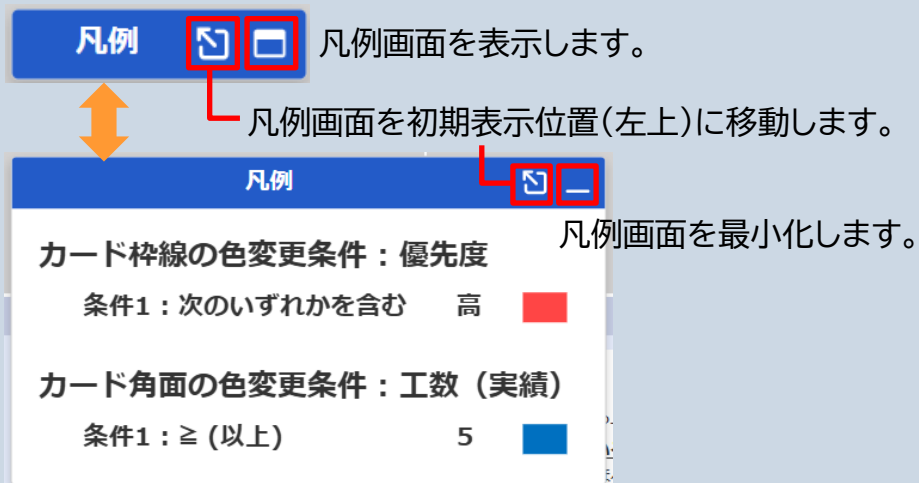 凡例
凡例画面を表示します。
凡例画面を初期表示位置(左上)に移動します。
凡例
凡例画面を最小化します。
カード枠線の色変更条件：優先度
条件1：次のいずれかを含む 高
カード角面の色変更条件：工数（実績）
条件1：≧ (以上) 5